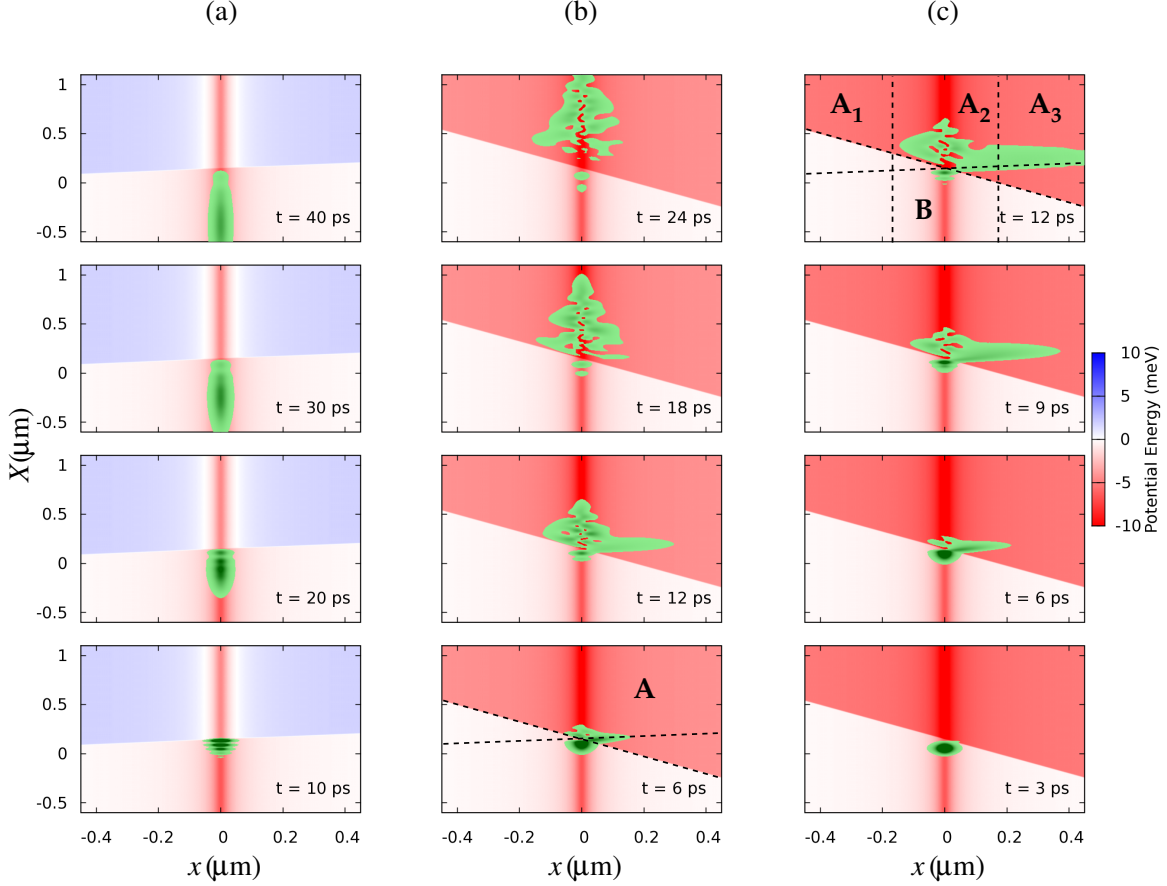 (a) (b) (c)
1 0.5 0 -0.5 t = 40 ps
t = 24 ps
A₁ A₂ A₃ B t = 12 ps
1 0.5 0 -0.5 t = 30 ps
t = 18 ps
t = 9 ps
1 0.5 0 -0.5 t = 20 ps
t = 12 ps
t = 6 ps
1 0.5 0 -0.5 t = 10 ps
A t = 6 ps
t = 3 ps
X(μm)
-0.4 -0.2 0 0.2 0.4
-0.4 -0.2 0 0.2 0.4
-0.4 -0.2 0 0.2 0.4
x(μm) x(μm) x(μm)
10
5
0
-5
-10
Potential Energy (meV)